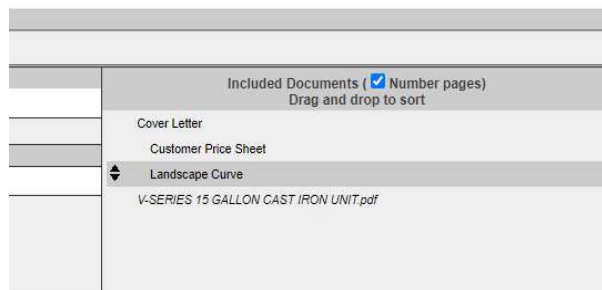 Included Documents ( Number pages)
Drag and drop to sort
Cover Letter
Customer Price Sheet
Landscape Curve
V-SERIES 15 GALLON CAST IRON UNIT.pdf